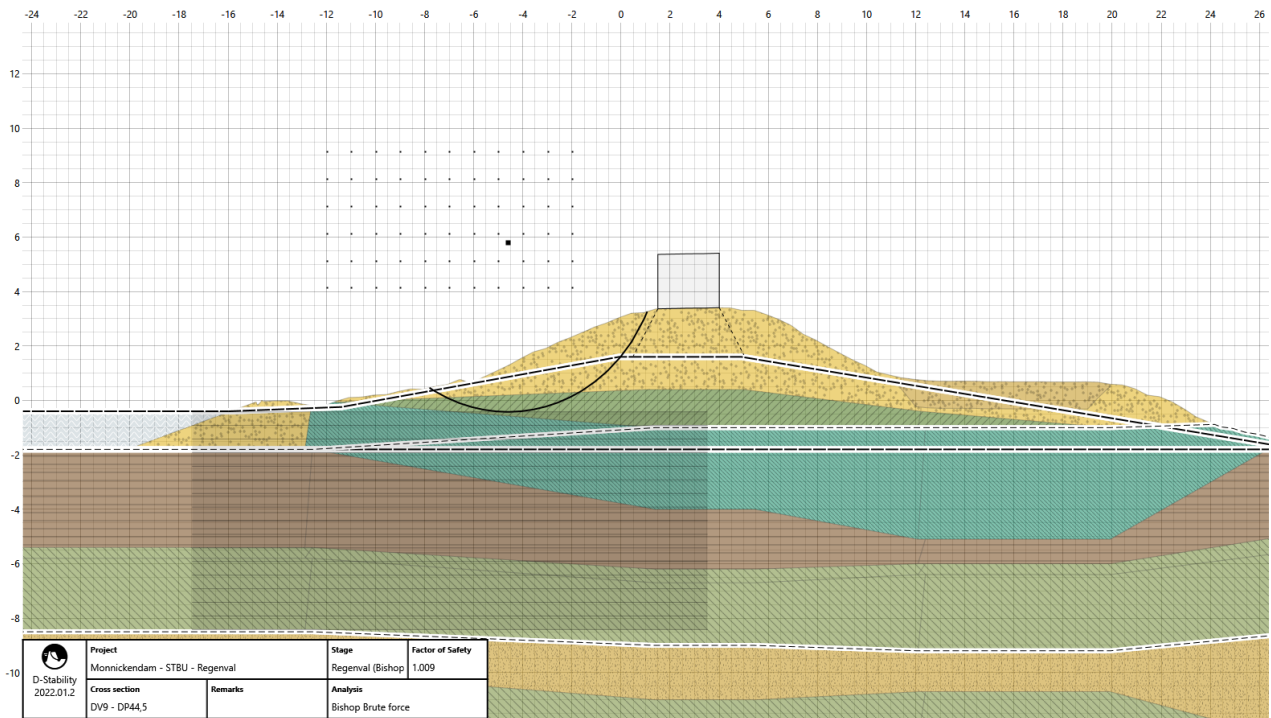 -24 -22 -20 -18 -16 -14 -12 -10 -8 -6 -4 -2 0 2 4 6 8 10 12 14 16 18 20 22 24 26
12
10
8
6
4
2
0
-2
-4
-6
-8
-10
D-Stability
2022.01.2
Project
Monnickendam - STBU - Regenval
Stage
Regenval (Bishop
Factor of Safety
1.009
Cross section
DV9 - DP44,5
Remarks
Analysis
Bishop Brute force